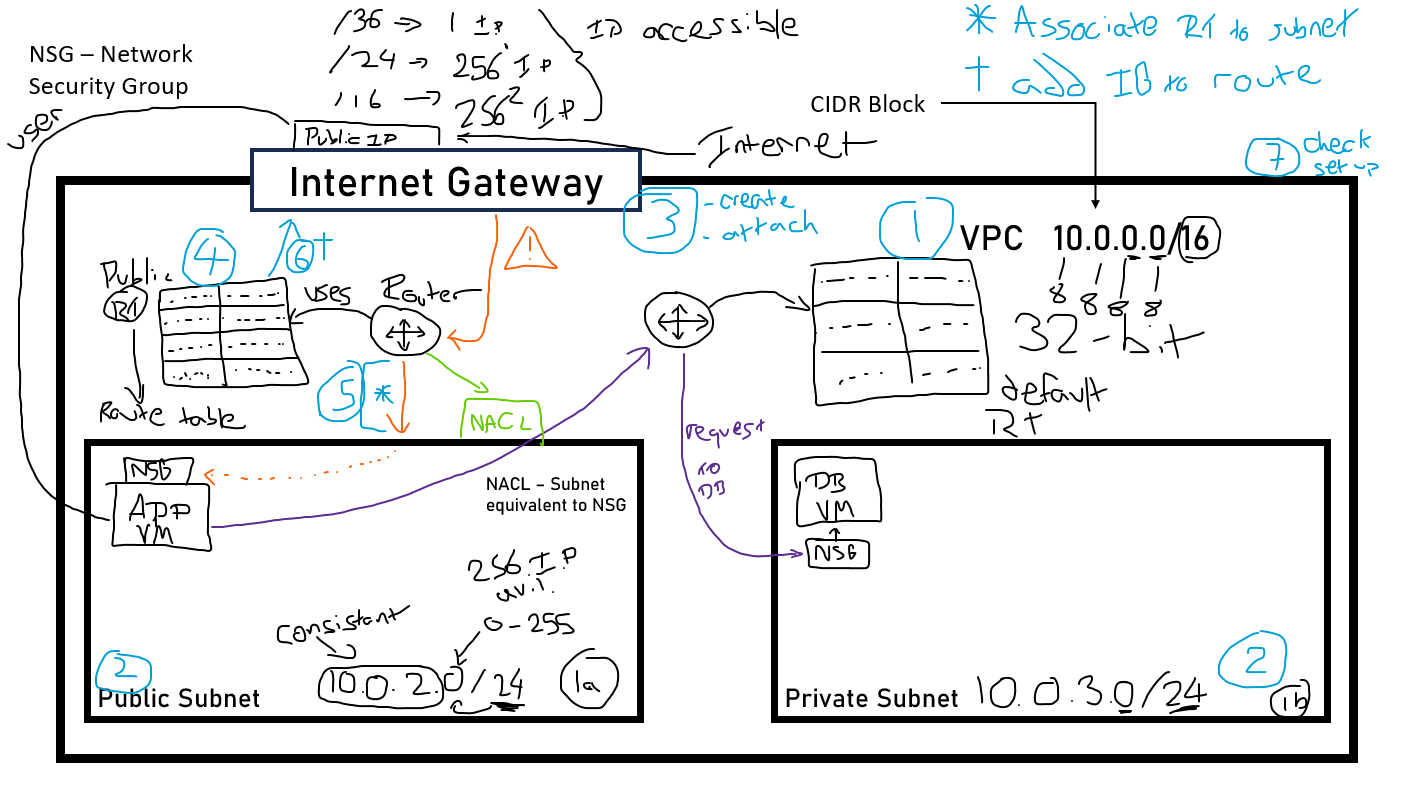 /36 → 1 IP
/24 → 256 IP
/16 → 256² IP
IP accessible
* Associate RT to subnet
† add IG to route
NSG – Network
Security Group
user
CIDR Block
Public IP
Internet
7 check
set up
Internet Gateway
3 - create
- attach
1 VPC 10.0.0.0/16
8 8 8 8
32-bit
default
RT
4
6†
!
Public
RT
uses
Router
Route table
5 *
NACL
request
to
DB
NSG
APP
VM
NACL – Subnet
equivalent to NSG
DB
VM
NSG
256 IP
avil.
0-255
consistant
10.0.2.0/24
1a
2
Public Subnet
2
Private Subnet 10.0.3.0/24
1b